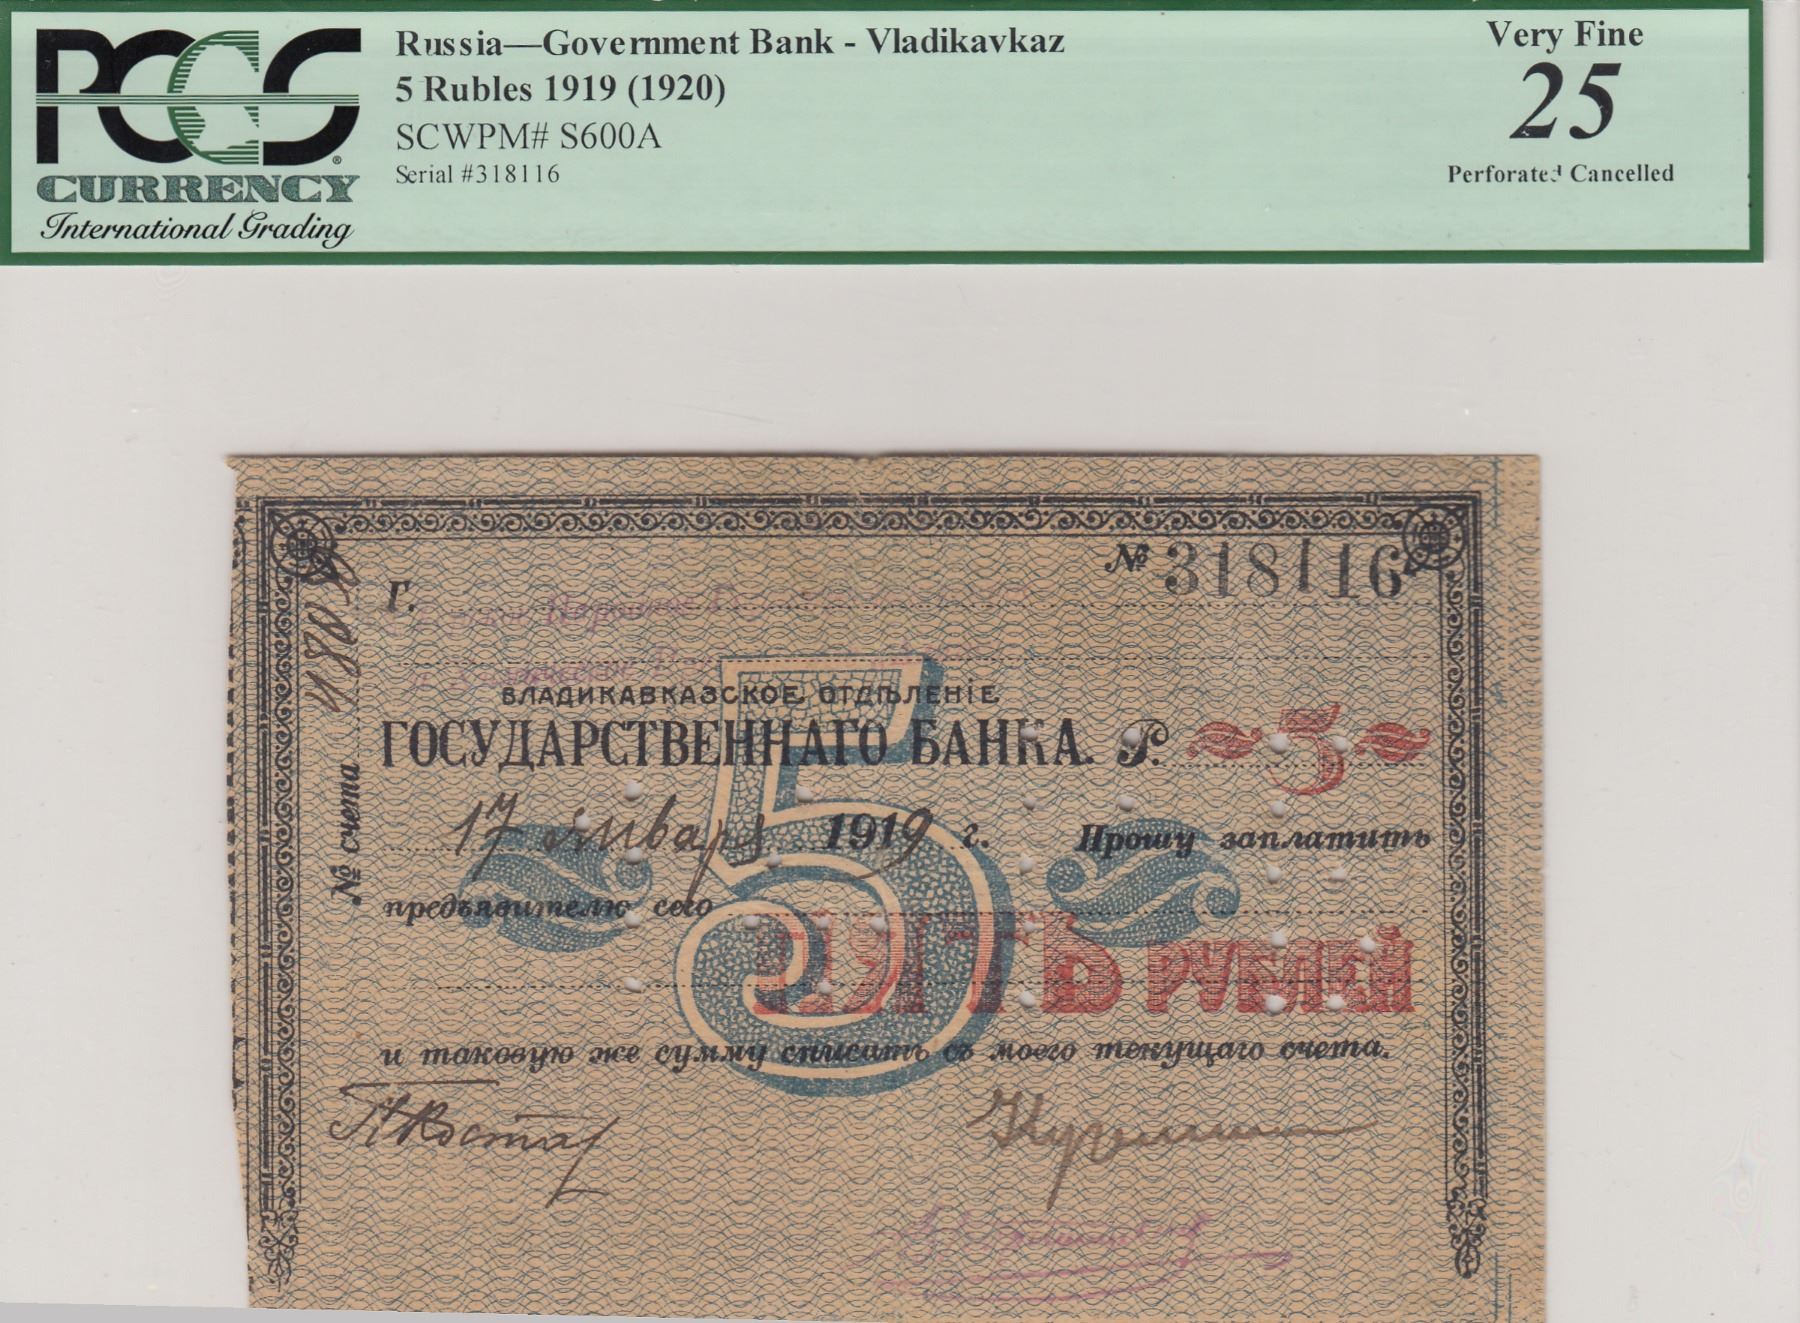 PCGS
CURRENCY
International Grading
Russia—Government Bank - Vladikavkaz
5 Rubles 1919 (1920)
SCWPM# S600A
Serial #318116
Very Fine
25
Perforated Cancelled
№ 318116
Г.
ВЛАДИКАВКАЗСКОЕ ОТДѢЛЕНІЕ
ГОСУДАРСТВЕННАГО БАНКА. Р. 5
5
№ счета
17 января 1919 г. Прошу заплатить
предъявителю сего
ПЯТЬ РУБЛЕЙ
и таковую же сумму списать съ моего текущаго счета.